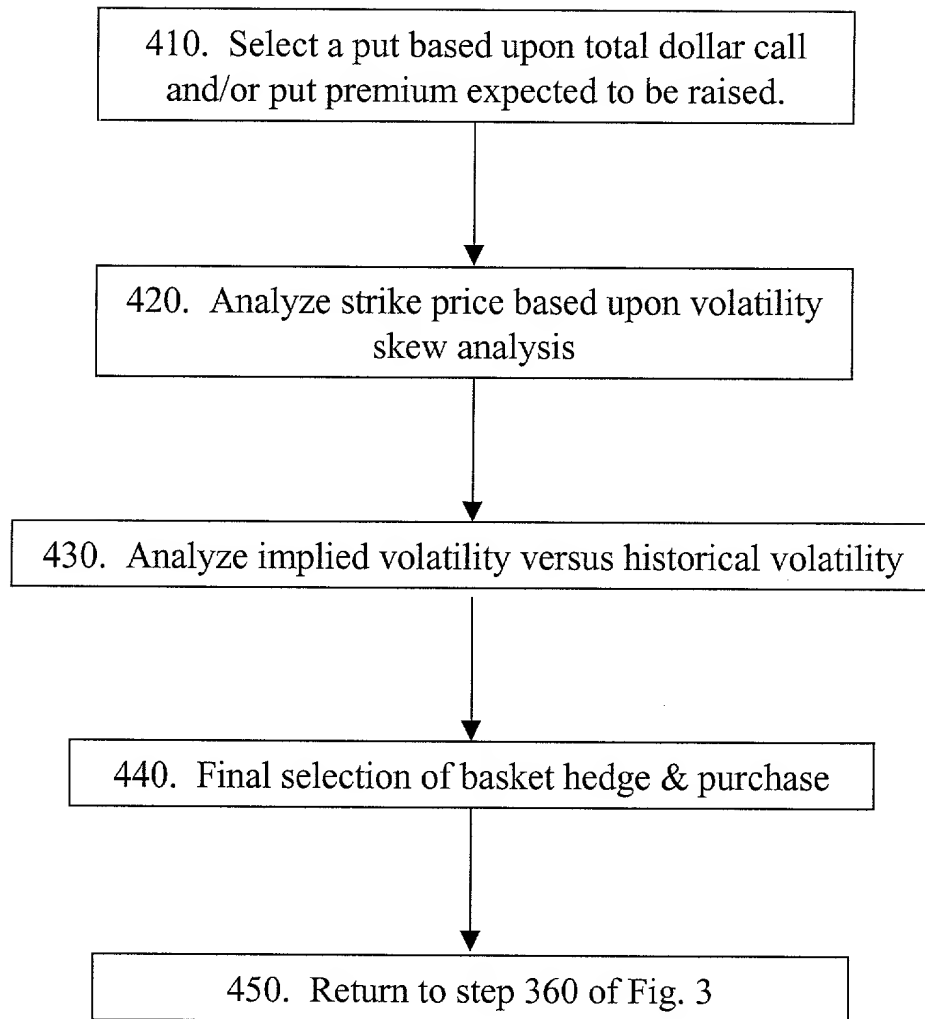 410. Select a put based upon total dollar call
and/or put premium expected to be raised.
420. Analyze strike price based upon volatility
skew analysis
430. Analyze implied volatility versus historical volatility
440. Final selection of basket hedge & purchase
450. Return to step 360 of Fig. 3